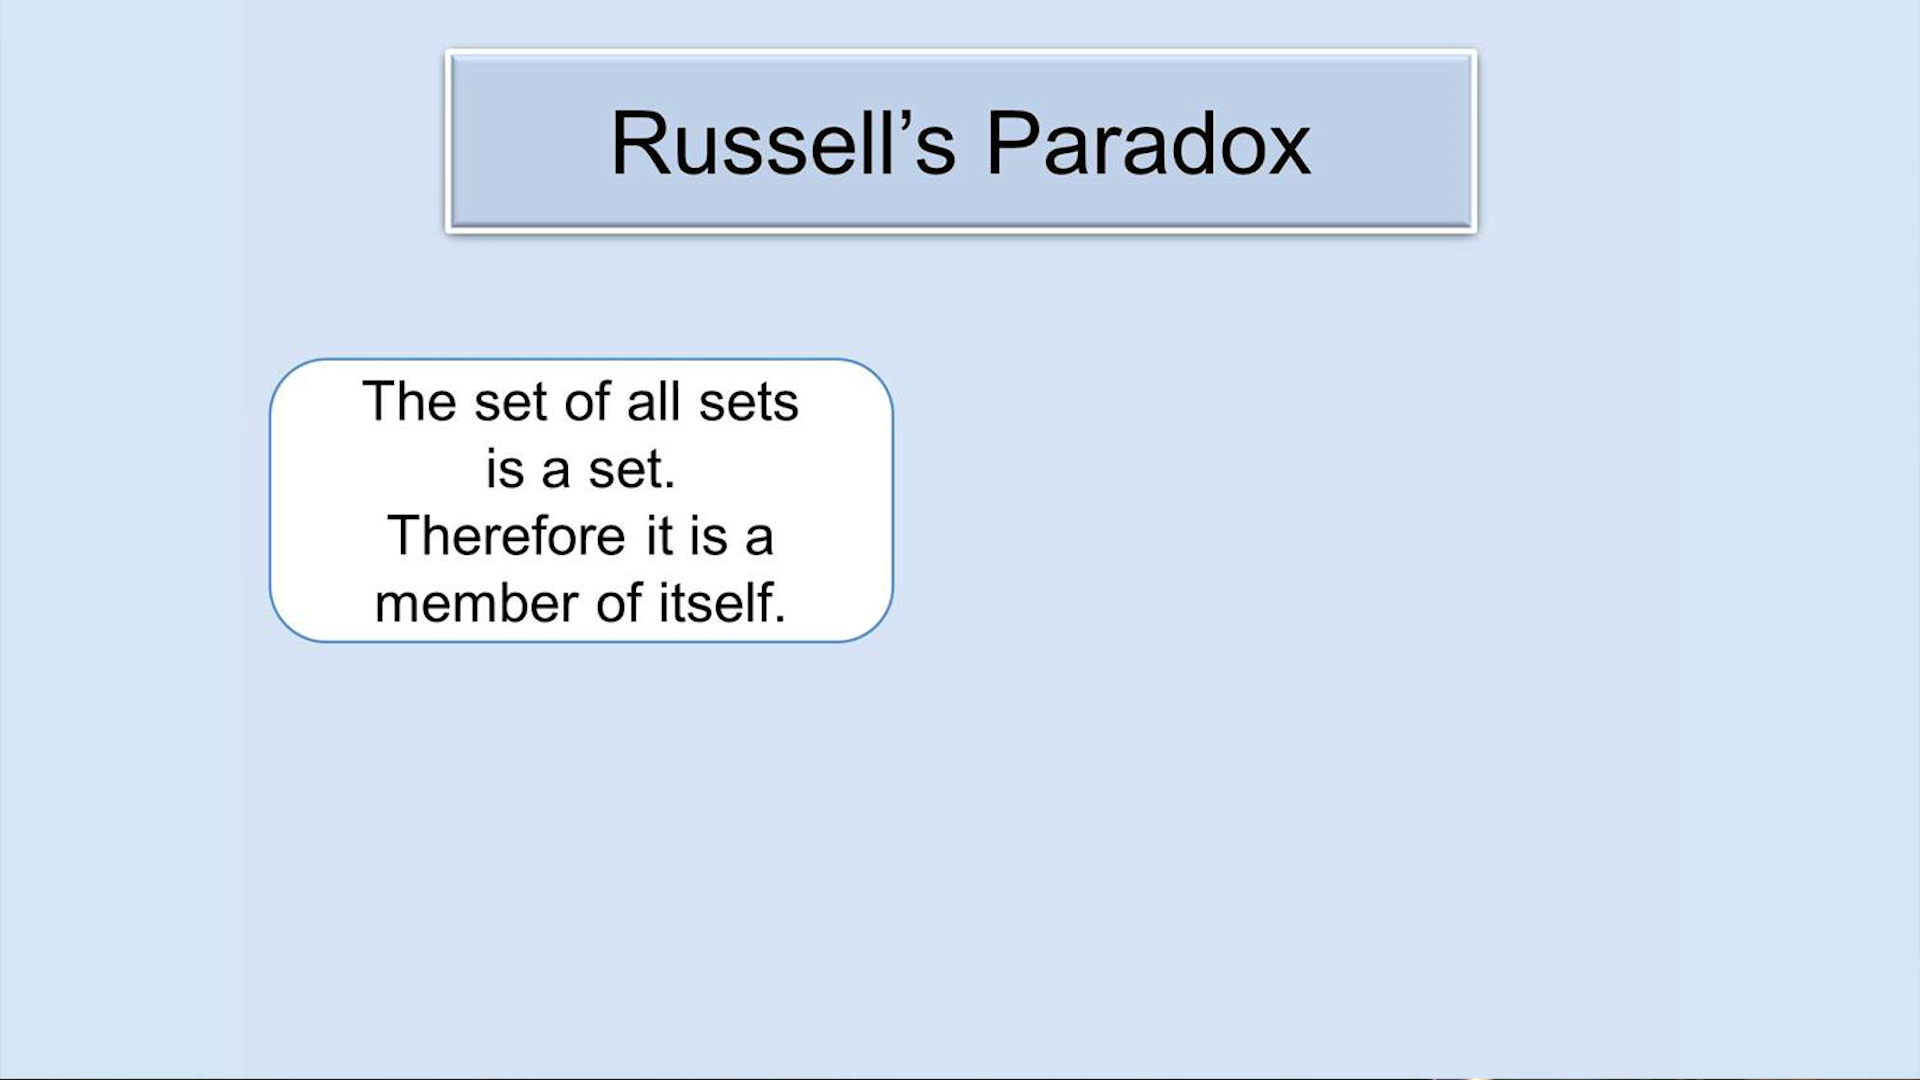 Russell’s Paradox
The set of all sets
is a set.
Therefore it is a
member of itself.